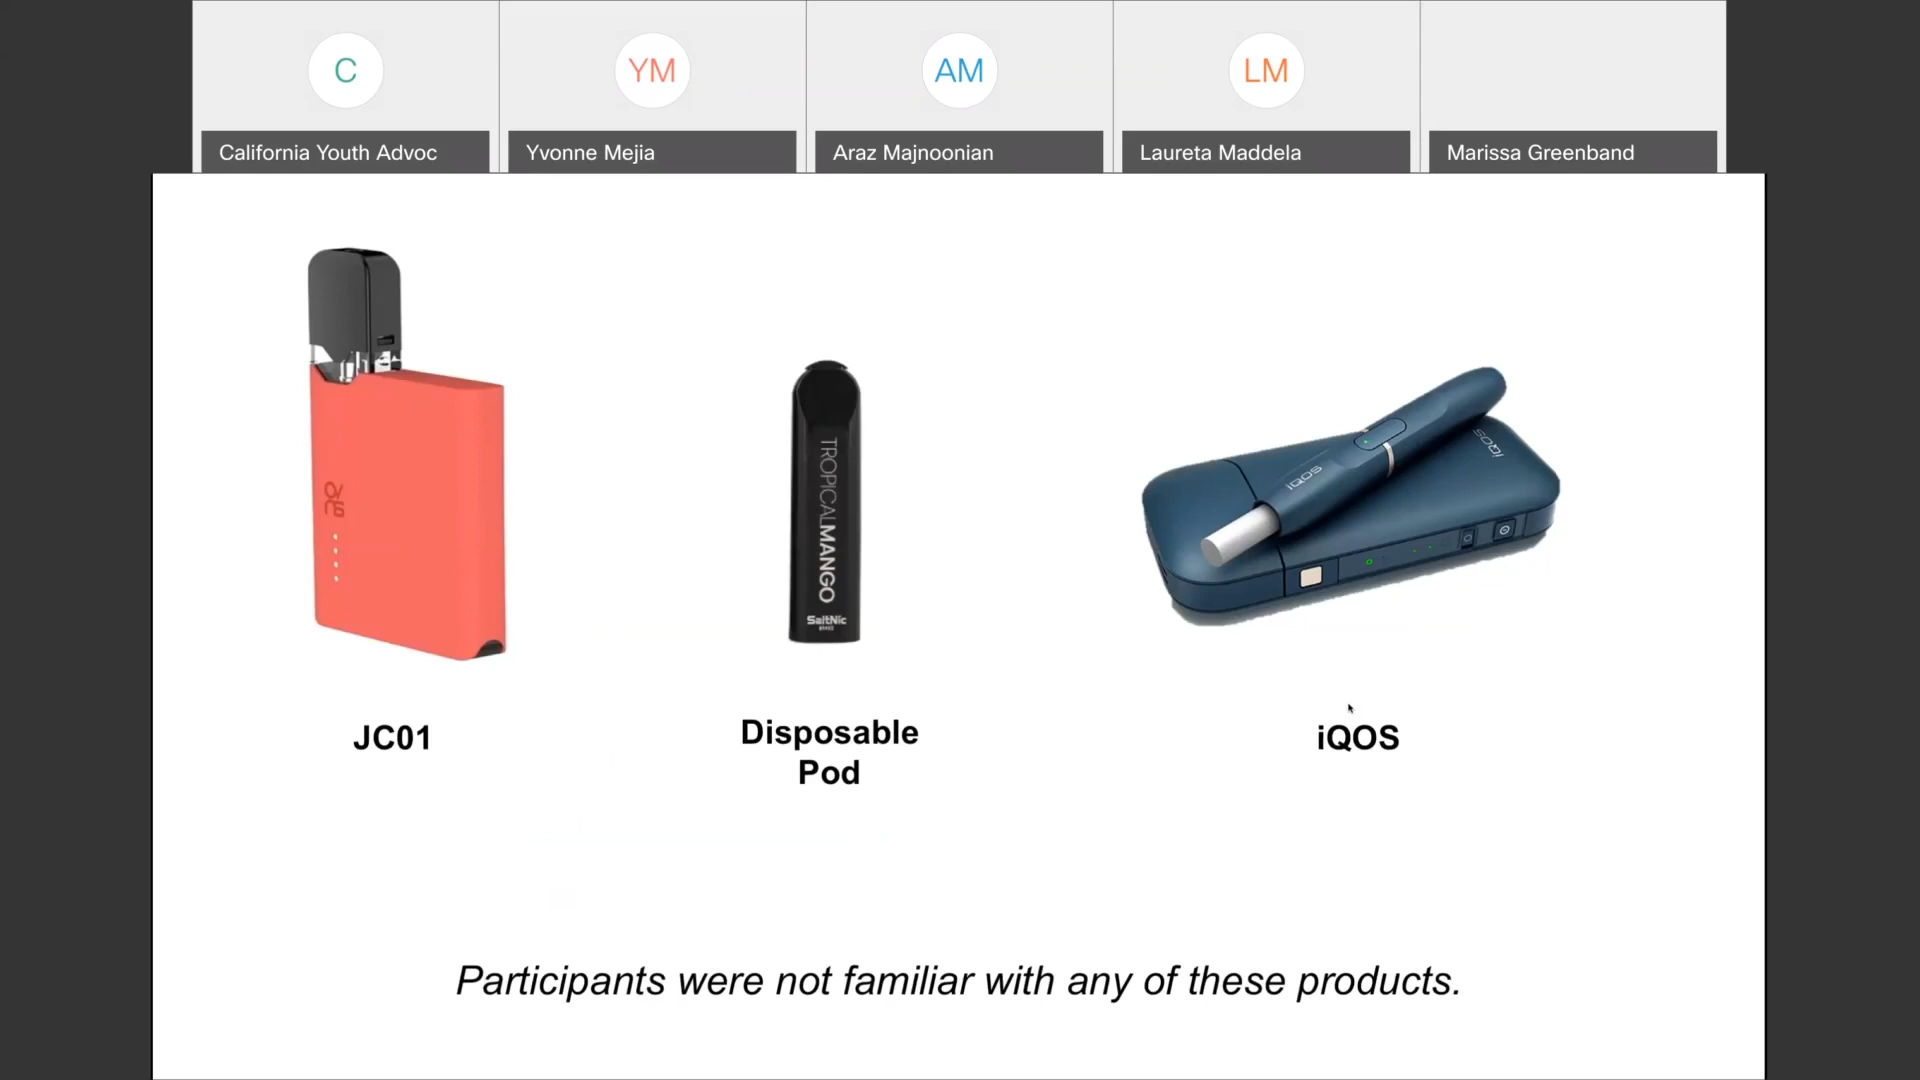 C
YM
AM
LM
California Youth Advoc
Yvonne Mejia
Araz Majnoonian
Laureta Maddela
Marissa Greenband
TROPICALMANGO
SaltNic
iQOS
iQOS
JC01
Disposable
Pod
iQOS
Participants were not familiar with any of these products.